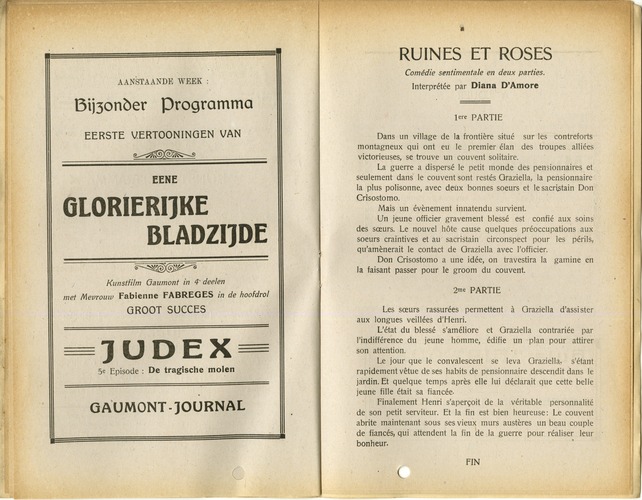 AANSTAANDE WEEK :
Bijzonder Programma
EERSTE VERTOONINGEN VAN
EENE
GLORIERIJKE
BLADZIJDE
Kunstfilm Gaumont in 4e deelen
met Mevrouw Fabienne FABREGES in de hoofdrol
GROOT SUCCES
JUDEX
5e Episode : De tragische molen
GAUMONT-JOURNAL
RUINES ET ROSES
Comédie sentimentale en deux parties.
Interprétée par Diana D'Amore
1ere PARTIE
Dans un village de la frontière situé sur les contreforts
montagneux qui ont eu le premier élan des troupes alliées
victorieuses, se trouve un couvent solitaire.
La guerre a dispersé le petit monde des pensionnaires et
seulement dans le couvent sont restés Graziella, la pensionnaire
la plus polisonne, avec deux bonnes soeurs et le sacristain Don
Crisostomo.
Mais un évènement innatendu survient.
Un jeune officier gravement blessé est confié aux soins
des sœurs. Le nouvel hôte cause quelques préoccupations aux
soeurs craintives et au sacristain circonspect pour les périls,
qu'amènerait le contact de Graziella avec l'officier.
Don Crisostomo a une idée, on travestira la gamine en
la faisant passer pour le groom du couvent.
2me PARTIE
Les sœurs rassurées permettent à Graziella d'assister
aux longues veillées d'Henri.
L'état du blessé s'améliore et Graziella contrariée par
l'indifférence du jeune homme, édifie un plan pour attirer
son attention.
Le jour que le convalescent se leva Graziella, s'étant
rapidement vêtue de ses habits de pensionnaire descendit dans le
jardin. Et quelque temps après elle lui déclarait que cette belle
jeune fille était sa fiancée.
Finalement Henri s'aperçoit de la véritable personnalité
de son petit serviteur. Et la fin est bien heureuse: Le couvent
abrite maintenant sous ses vieux murs austères un beau couple
de fiancés, qui attendent la fin de la guerre pour réaliser leur
bonheur.
FIN